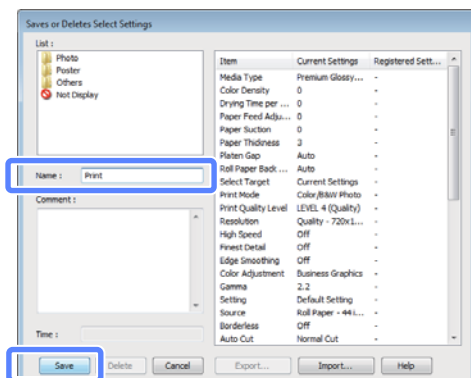 Saves or Deletes Select Settings
List :
Photo
Poster
Others
Not Display
Name : Print
Comment :
Time :
Item Current Settings Registered Sett...
Media Type Premium Glossy... -
Color Density 0 -
Drying Time per ... 0 -
Paper Feed Adju... 0 -
Paper Suction 0 -
Paper Thickness 3 -
Platen Gap Auto -
Roll Paper Back ... Auto -
Select Target Current Settings -
Print Mode Color/B&W Photo -
Print Quality Level LEVEL 4 (Quality) -
Resolution Quality - 720x1... -
High Speed Off -
Finest Detail Off -
Edge Smoothing Off -
Color Adjustment Business Graphics -
Gamma 2.2 -
Setting Default Setting -
Source Roll Paper - 44 i... -
Borderless Off -
Auto Cut Normal Cut -
Save Delete Cancel Export... Import... Help